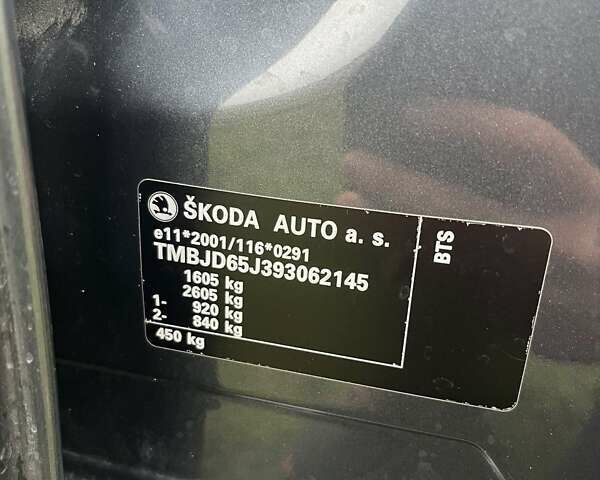 ŠKODA AUTO a. s.
e11*2001/116*0291
TMBJD65J393062145
1605 kg
2605 kg
1- 920 kg
2- 840 kg
450 kg
BTS